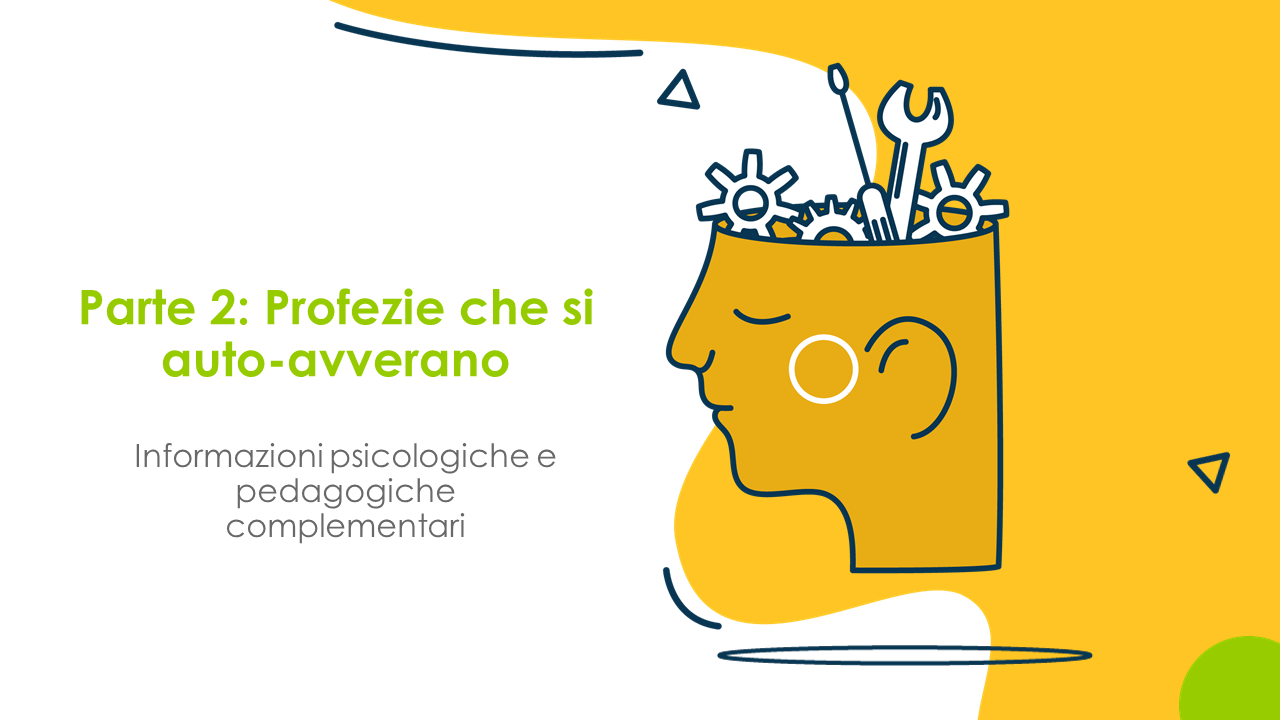 Parte 2: Profezie che si
auto-avverano
Informazioni psicologiche e
pedagogiche
complementari